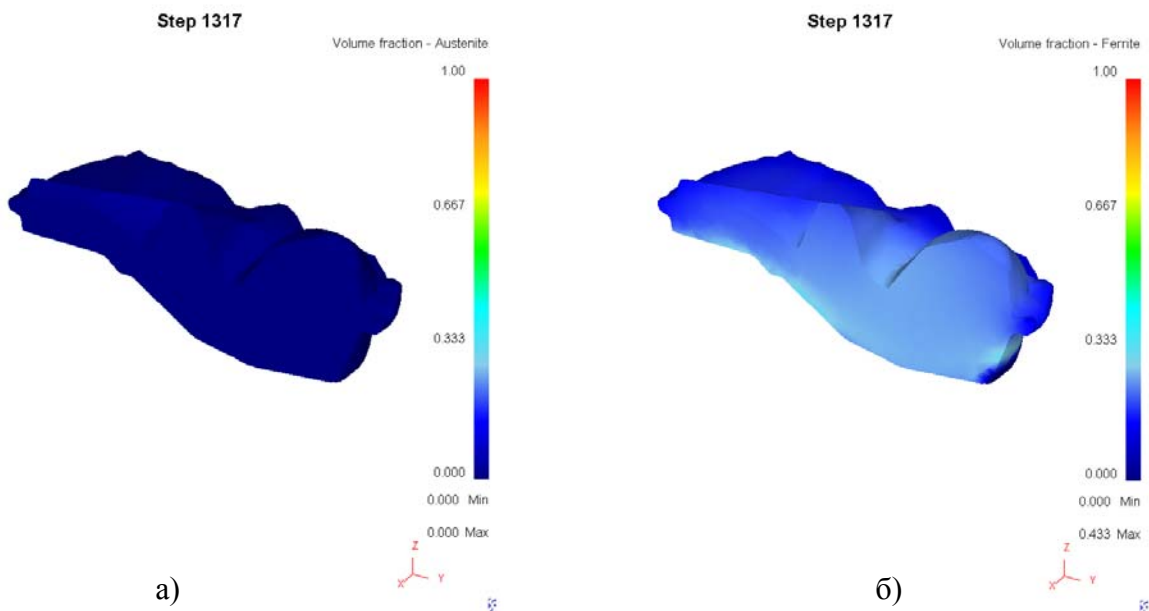 Step 1317
Volume fraction - Austenite
1.00
0.667
0.333
0.000
0.000 Min
0.000 Max
Z
X
Y
а)
Step 1317
Volume fraction - Ferrite
1.00
0.667
0.333
0.000
0.000 Min
0.433 Max
Z
X
Y
б)